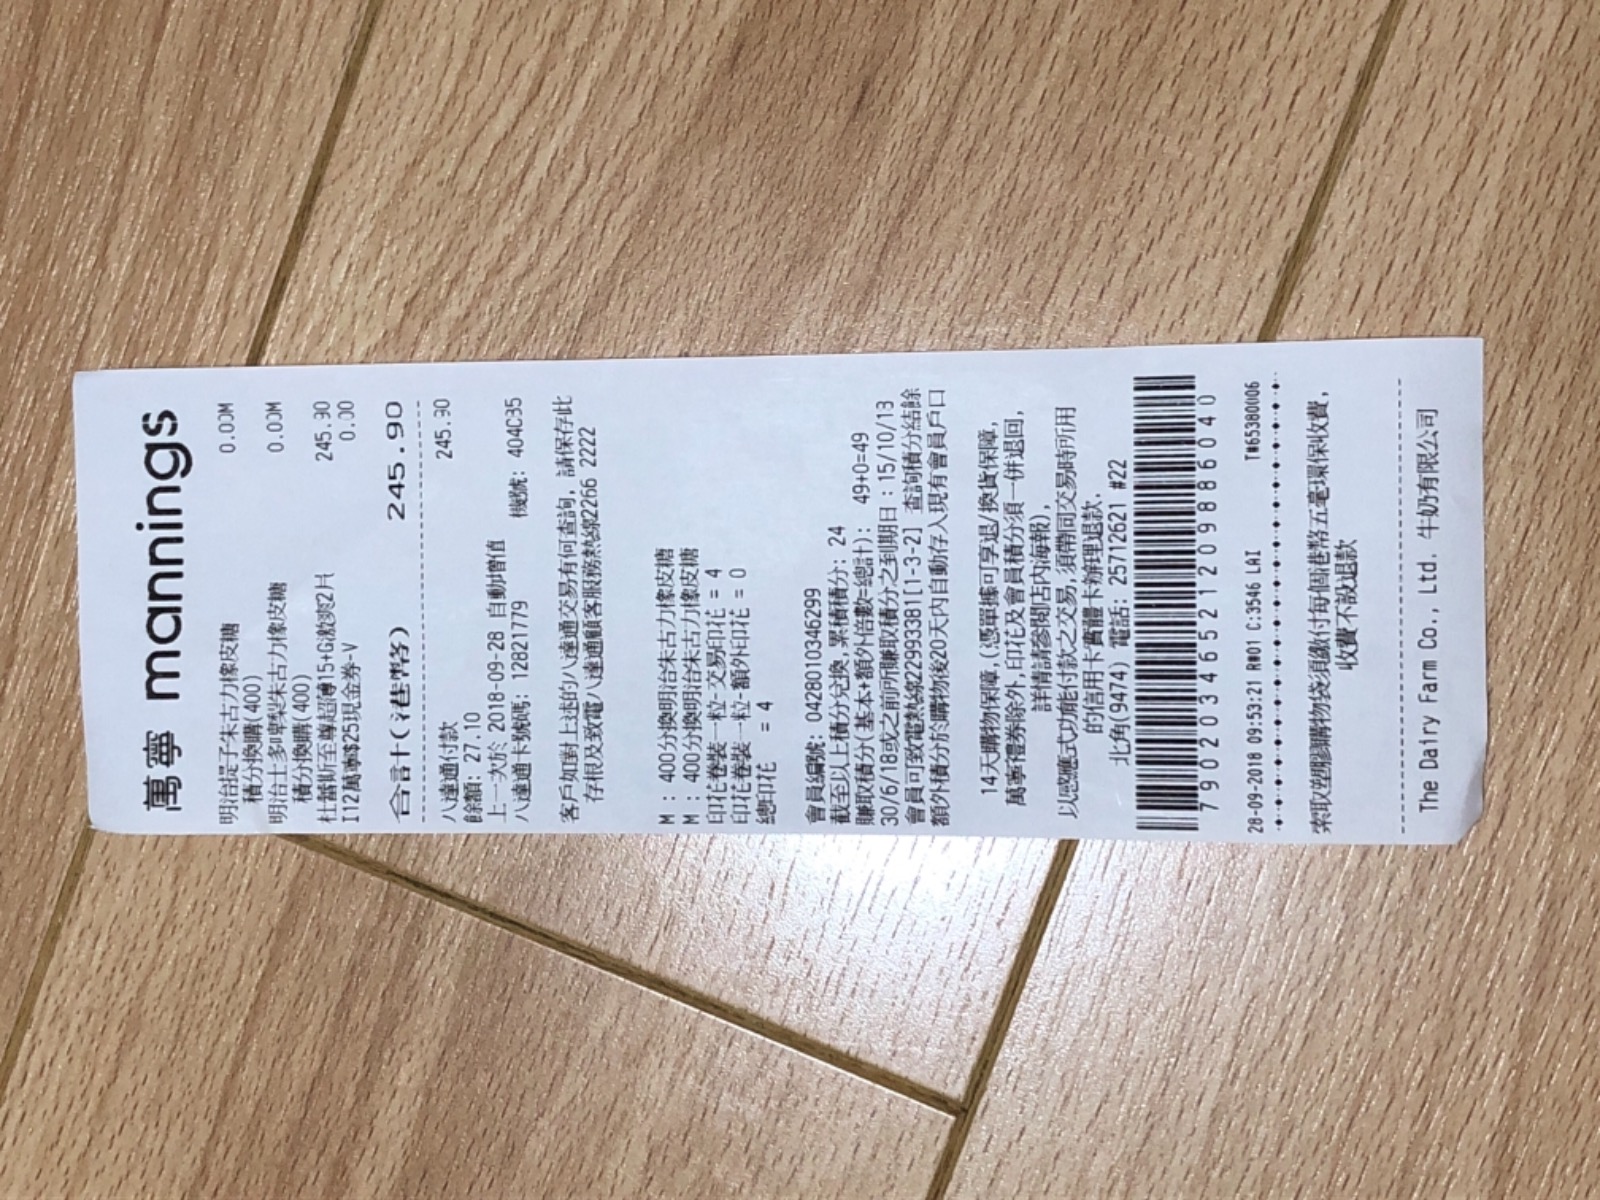 萬寧 mannings
明治提子朱古力橡皮糖 0.00M
積分換購(400)
明治士多啤梨朱古力橡皮糖 0.00M
積分換購(400)
杜蕾斯至尊超薄15+G激爽2片 245.90
I12萬寧$25現金券-V 0.00
合計(港幣) 245.90
八達通付款 245.90
餘額: 27.10
上一次於 2018-09-28 自動增值
八達通卡號碼: 12821779 機號: 404C35
客戶如對上述的八達通交易有何查詢, 請保存此
存根及致電八達通顧客服務熱線2266 2222
M : 400分換明治朱古力橡皮糖
M : 400分換明治朱古力橡皮糖
印花卷裝一粒-交易印花 = 4
印花卷裝一粒-額外印花 = 0
總印花 = 4
會員編號: 04280103462​99
截至以上積分兌換, 累積積分: 24
賺取積分(基本+額外倍數=總計): 49+0=49
30/6/18或之前所賺取積分之到期日 : 15/10/13
會員可致電熱線22993381[1-3-2] 查詢積分結餘
額外積分於購物後20天內自動存入現有會員戶口
14天購物保障,(憑單據可享退/換貨保障,
萬寧禮券除外,印花及會員積分須一併退回,
詳情請參閱店內海報),
以感應式功能付款之交易,須帶同交易時所用
的信用卡實體卡辦理退款.
北角(9474) 電話: 25712621 #22
7902034652120986040
28-09-2018 09:53:21 R#01 C:3546 LAI TM65380006
索取塑膠購物袋須繳付每個港幣五毫環保收費,
收費不設退款
The Dairy Farm Co., Ltd. 牛奶有限公司